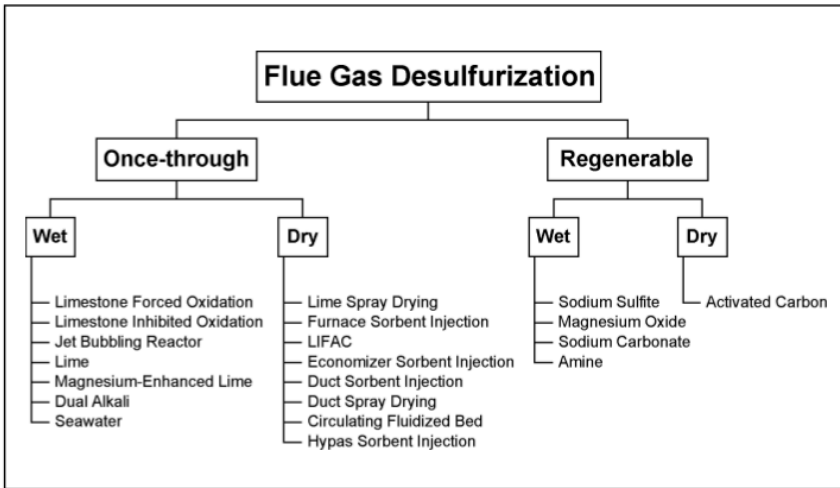 Flue Gas Desulfurization
Once-through
Regenerable
Wet
Dry
Wet
Dry
Limestone Forced Oxidation
Limestone Inhibited Oxidation
Jet Bubbling Reactor
Lime
Magnesium-Enhanced Lime
Dual Alkali
Seawater
Lime Spray Drying
Furnace Sorbent Injection
LIFAC
Economizer Sorbent Injection
Duct Sorbent Injection
Duct Spray Drying
Circulating Fluidized Bed
Hypas Sorbent Injection
Sodium Sulfite
Magnesium Oxide
Sodium Carbonate
Amine
Activated Carbon